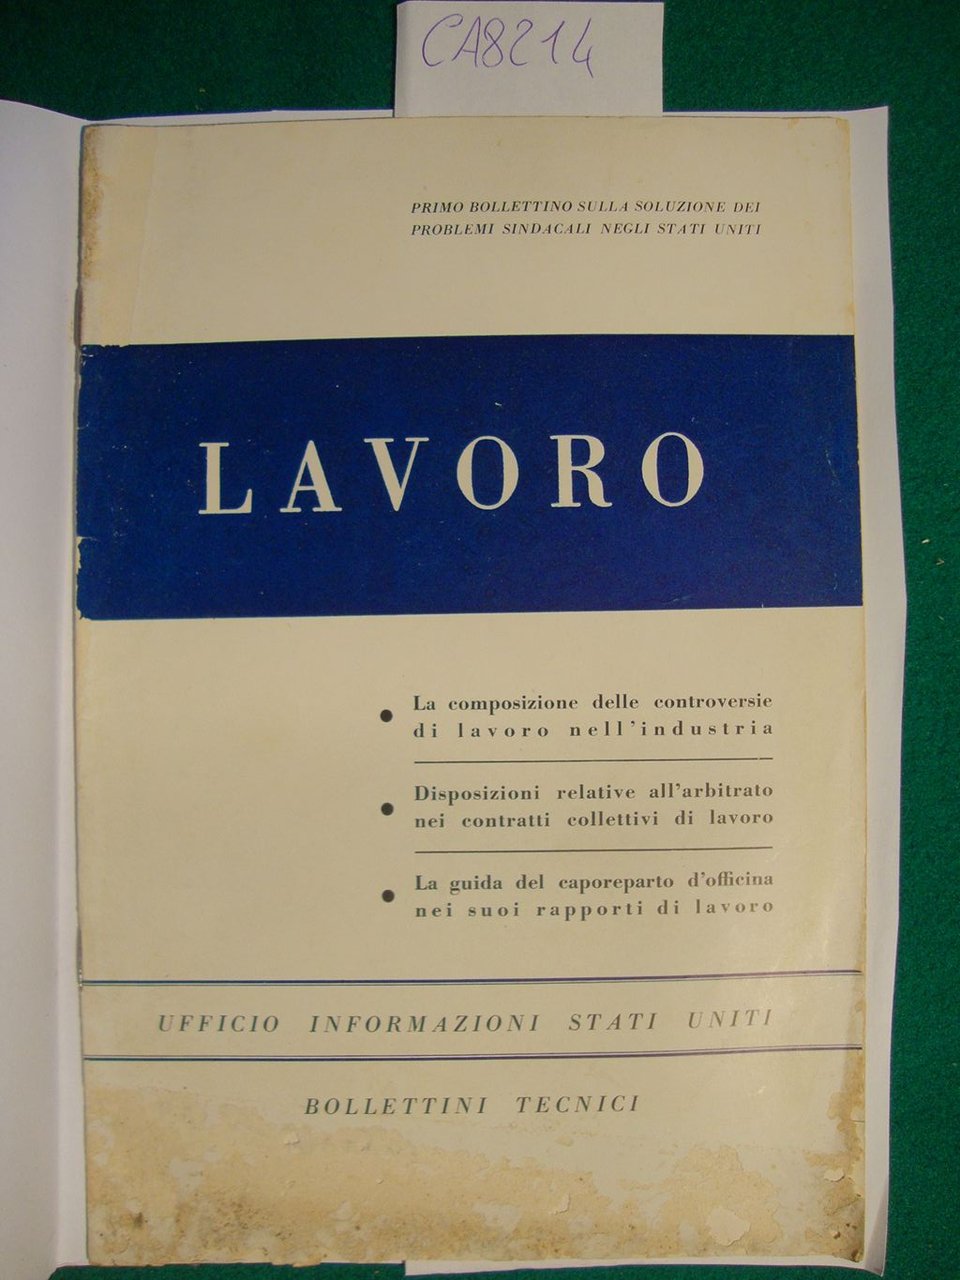 CA8214
PRIMO BOLLETTINO SULLA SOLUZIONE DEI
PROBLEMI SINDACALI NEGLI STATI UNITI
LAVORO
● La composizione delle controversie
di lavoro nell'industria
● Disposizioni relative all'arbitrato
nei contratti collettivi di lavoro
● La guida del caporeparto d'officina
nei suoi rapporti di lavoro
UFFICIO INFORMAZIONI STATI UNITI
BOLLETTINI TECNICI